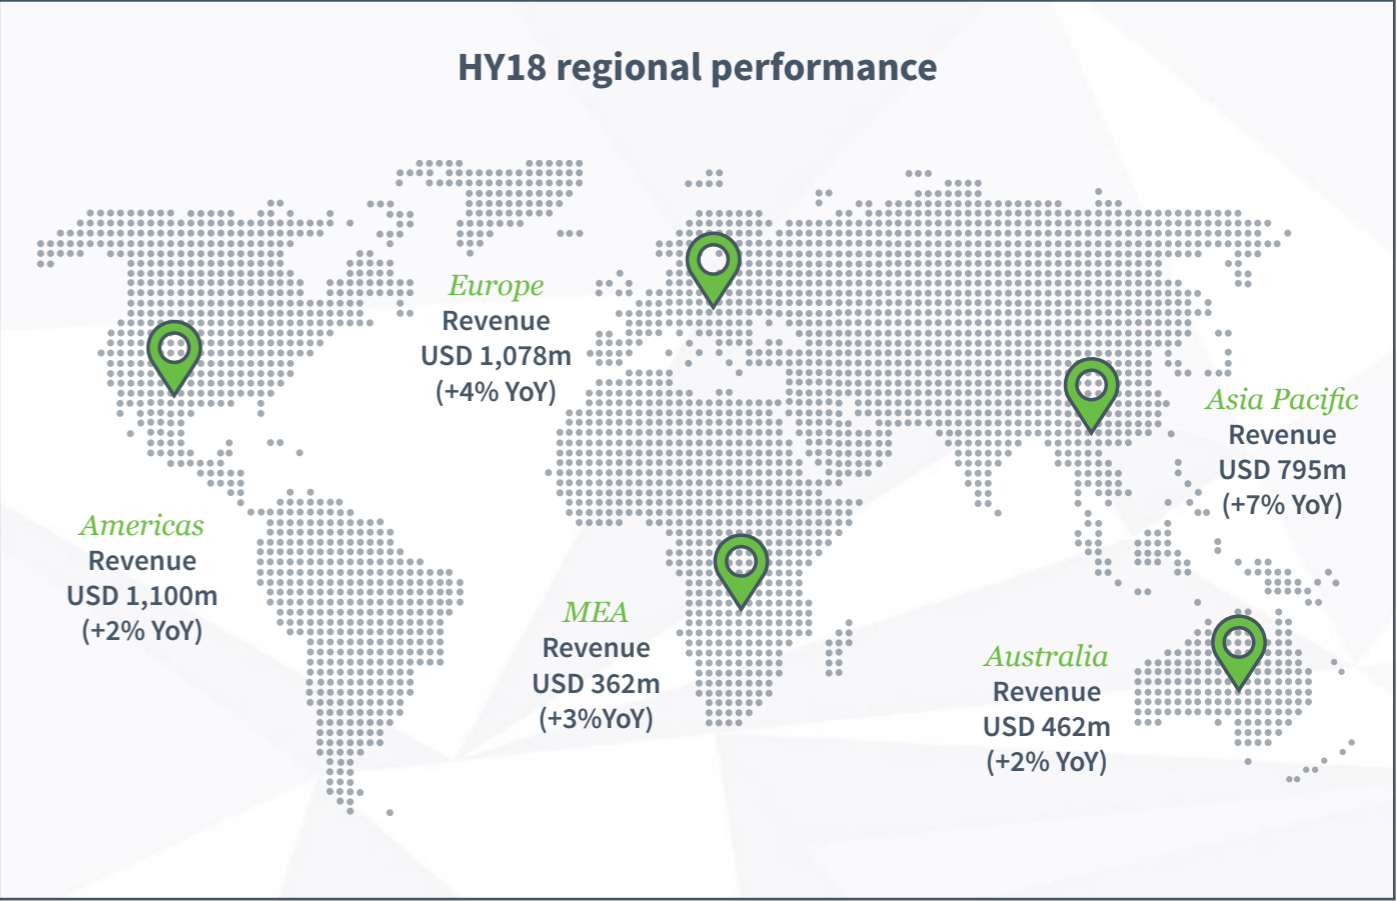 HY18 regional performance
Europe
Revenue
USD 1,078m
(+4% YoY)
Asia Pacific
Revenue
USD 795m
(+7% YoY)
Americas
Revenue
USD 1,100m
(+2% YoY)
MEA
Revenue
USD 362m
(+3%YoY)
Australia
Revenue
USD 462m
(+2% YoY)